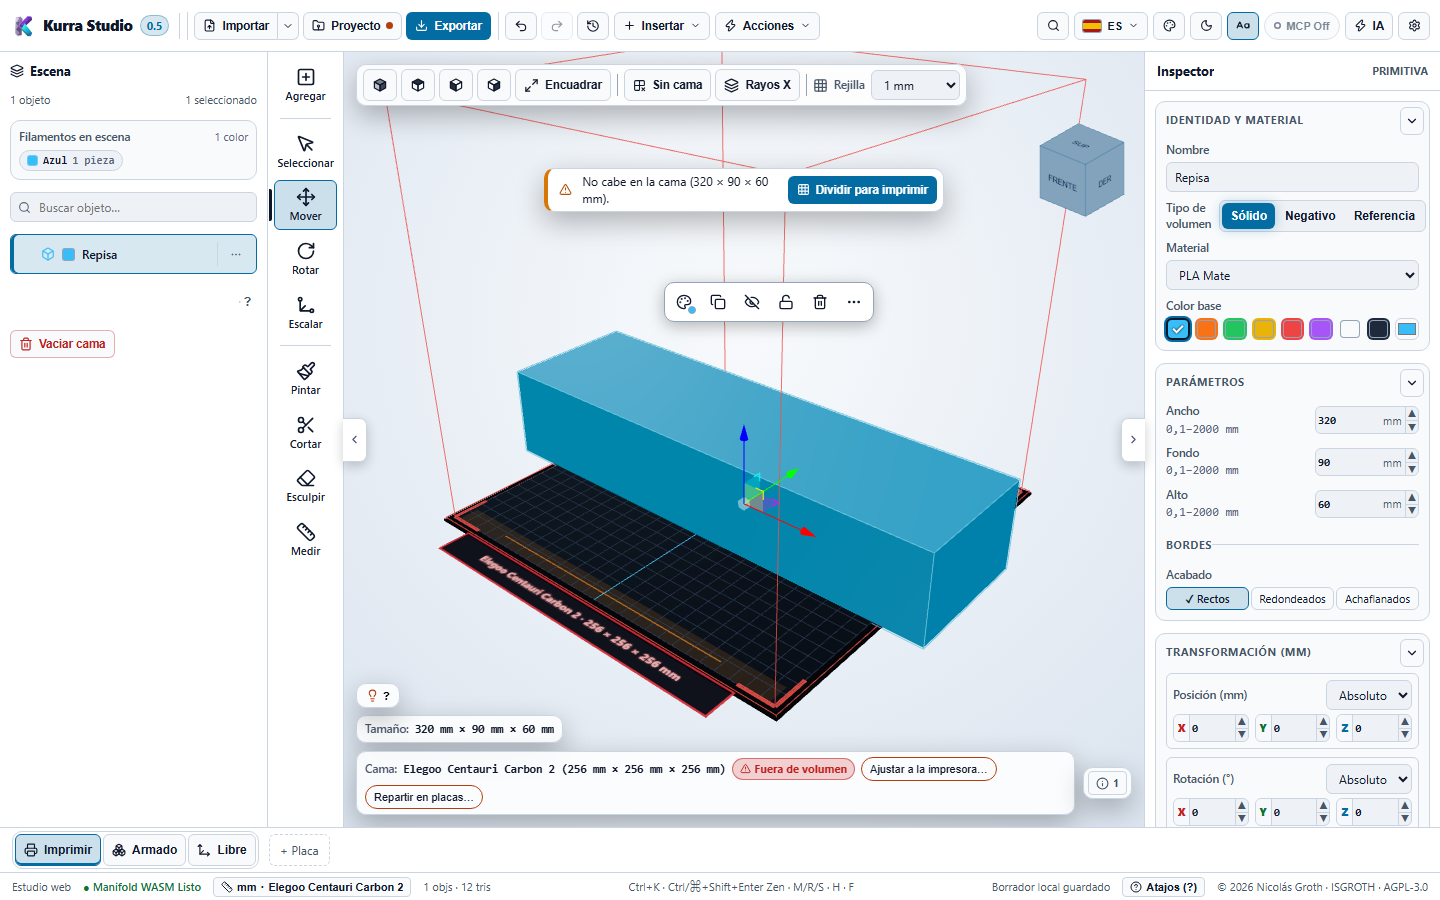 Kurra Studio 0.5
Importar
Proyecto
Exportar
Insertar
Acciones
ES
Aa
MCP Off
IA
Escena
1 objeto
1 seleccionado
Filamentos en escena
1 color
Azul 1 pieza
Buscar objeto...
Repisa
?
Vaciar cama
Agregar
Seleccionar
Mover
Rotar
Escalar
Pintar
Cortar
Esculpir
Medir
Encuadrar
Sin cama
Rayos X
Rejilla
1 mm
No cabe en la cama (320 × 90 × 60
mm).
Dividir para imprimir
SUP
FRENTE
DER
Elegoo Centauri Carbon 2 · 256 × 256 × 256 mm
?
Tamaño: 320 mm × 90 mm × 60 mm
Cama: Elegoo Centauri Carbon 2 (256 mm × 256 mm × 256 mm)
Fuera de volumen
Ajustar a la impresora...
Repartir en placas...
1
Inspector
PRIMITIVA
IDENTIDAD Y MATERIAL
Nombre
Repisa
Tipo de
volumen
Sólido
Negativo
Referencia
Material
PLA Mate
Color base
PARÁMETROS
Ancho
0,1–2000 mm
320 mm
Fondo
0,1–2000 mm
90 mm
Alto
0,1–2000 mm
60 mm
BORDES
Acabado
✓ Rectos
Redondeados
Achaflanados
TRANSFORMACIÓN (MM)
Posición (mm)
Absoluto
X 0
Y 0
Z 0
Rotación (°)
Absoluto
X 0
Y 0
Z 0
Imprimir
Armado
Libre
+ Placa
Estudio web
Manifold WASM Listo
mm · Elegoo Centauri Carbon 2
1 objs · 12 tris
Ctrl+K · Ctrl/⌘+Shift+Enter Zen · M/R/S · H · F
Borrador local guardado
Atajos (?)
© 2026 Nicolás Groth · ISGROTH · AGPL-3.0